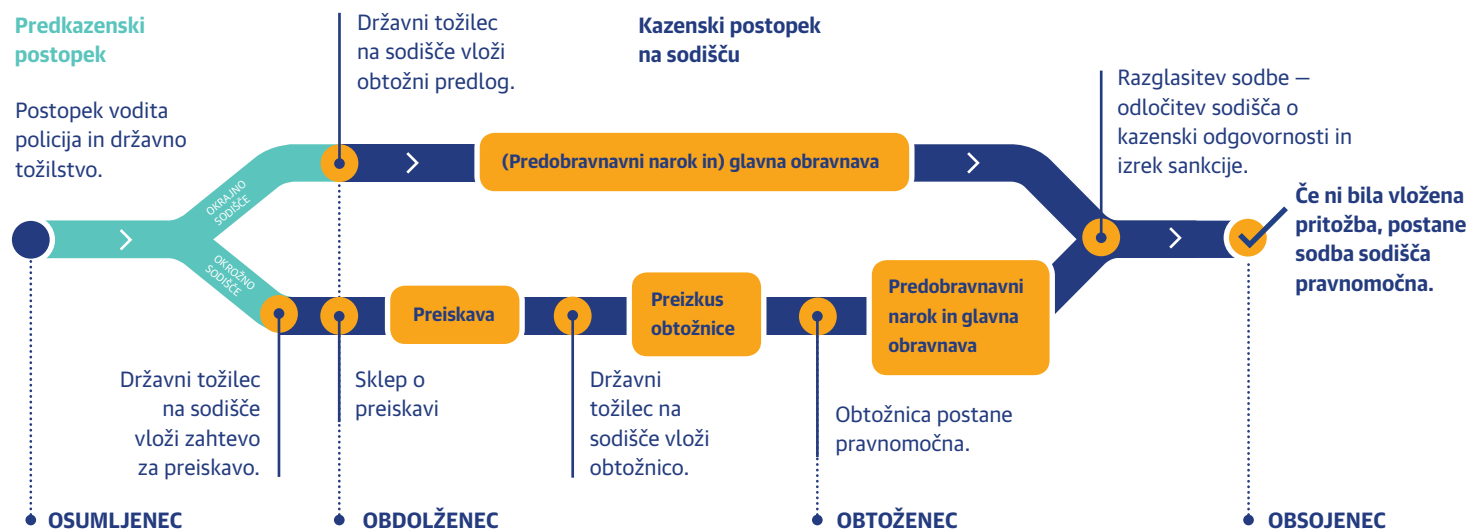 Predkazenski
postopek
Postopek vodita
policija in državno
tožilstvo.
Državni tožilec
na sodišče vloži
obtožni predlog.
Kazenski postopek
na sodišču
Razglasitev sodbe –
odločitev sodišča o
kazenski odgovornosti in
izrek sankcije.
Če ni bila vložena
pritožba, postane
sodba sodišča
pravnomočna.
OKRAJNO
SODIŠČE
(Predobravnavni narok in) glavna obravnava
OKROŽNO
SODIŠČE
Preiskava
Preizkus
obtožnice
Predobravnavni
narok in glavna
obravnava
Državni tožilec
na sodišče
vloži zahtevo
za preiskavo.
Sklep o
preiskavi
Državni
tožilec na
sodišče vloži
obtožnico.
Obtožnica postane
pravnomočna.
OSUMLJENEC
OBDOLŽENEC
OBTOŽENEC
OBSOJENEC